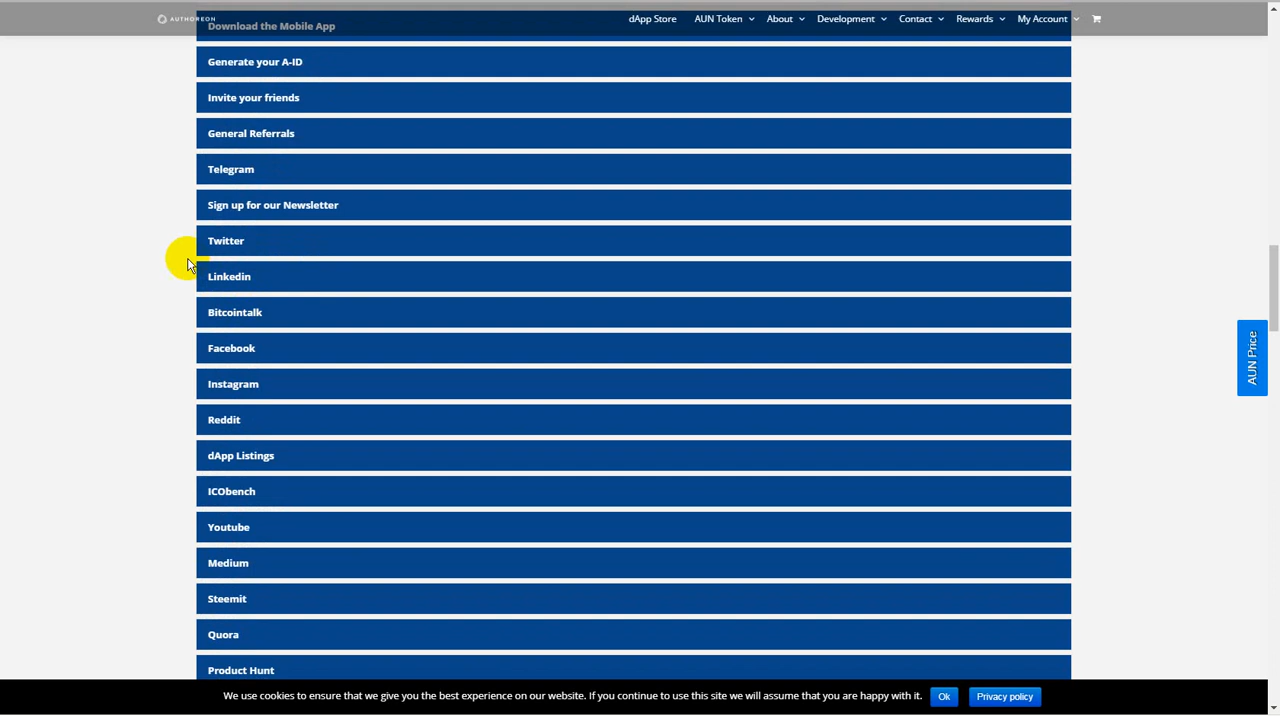 AUTHOREON
dApp Store
AUN Token
About
Development
Contact
Rewards
My Account
Download the Mobile App
Generate your A-ID
Invite your friends
General Referrals
Telegram
Sign up for our Newsletter
Twitter
Linkedin
Bitcointalk
Facebook
AUN Price
Instagram
Reddit
dApp Listings
ICObench
Youtube
Medium
Steemit
Quora
Product Hunt
We use cookies to ensure that we give you the best experience on our website. If you continue to use this site we will assume that you are happy with it.
Ok
Privacy policy